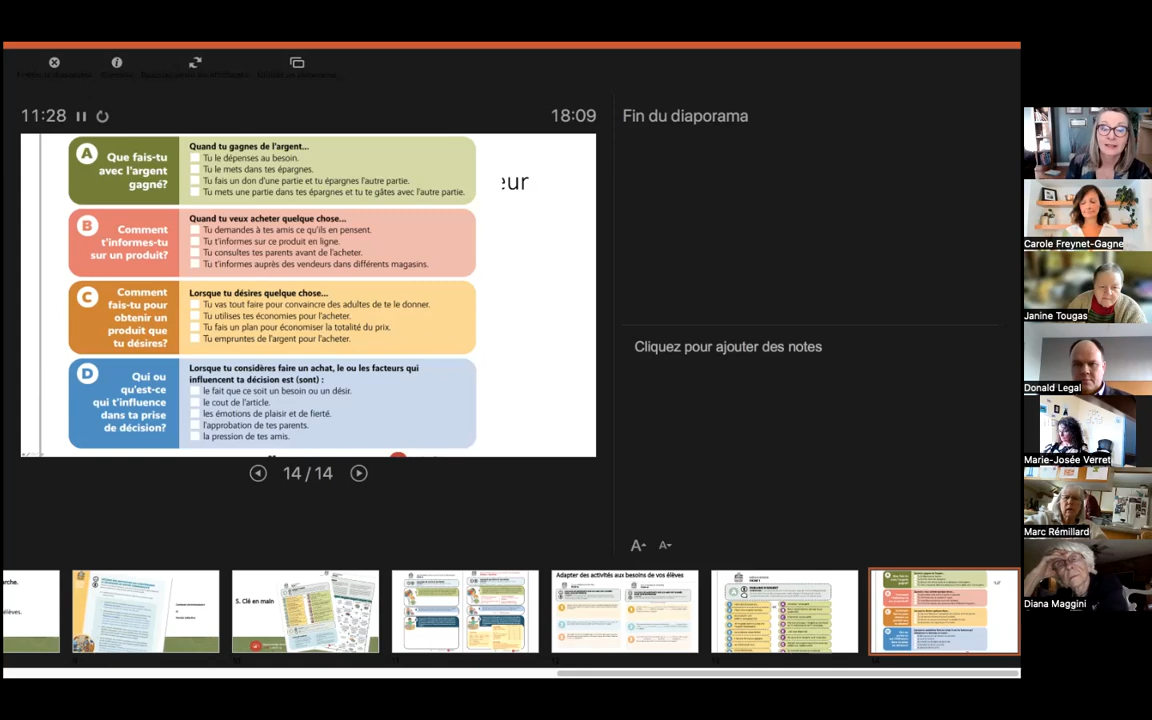 11:28
18:09
Fin du diaporama
A
Que fais-tu
avec l'argent
gagné?
Quand tu gagnes de l'argent...
Tu le dépenses au besoin.
Tu le mets dans tes épargnes.
Tu fais un don d'une partie et tu épargnes l'autre partie.
Tu mets une partie dans tes épargnes et tu te gâtes avec l'autre partie.
eur
B
Comment
t'informes-tu
sur un produit?
Quand tu veux acheter quelque chose...
Tu demandes à tes amis ce qu'ils en pensent.
Tu t'informes sur ce produit en ligne.
Tu consultes tes parents avant de l'acheter.
Tu t'informes auprès des vendeurs dans différents magasins.
C
Comment
fais-tu pour
obtenir un
produit que
tu désires?
Lorsque tu désires quelque chose...
Tu vas tout faire pour convaincre des adultes de te le donner.
Tu utilises tes économies pour l'acheter.
Tu fais un plan pour économiser la totalité du prix.
Tu empruntes de l'argent pour l'acheter.
D
Qui ou
qu'est-ce
qui t'influence
dans ta prise
de décision?
Lorsque tu considères faire un achat, le ou les facteurs qui
influencent ta décision est (sont) :
le fait que ce soit un besoin ou un désir.
le cout de l'article.
les émotions de plaisir et de fierté.
l'approbation de tes parents.
la pression de tes amis.
14 / 14
Cliquez pour ajouter des notes
A A
5. Clé en main
Adapter des activités aux besoins de vos élèves
Carole Freynet-Gagne
Janine Tougas
Donald Legal
Marie-Josée Verret
Marc Rémillard
Diana Maggini